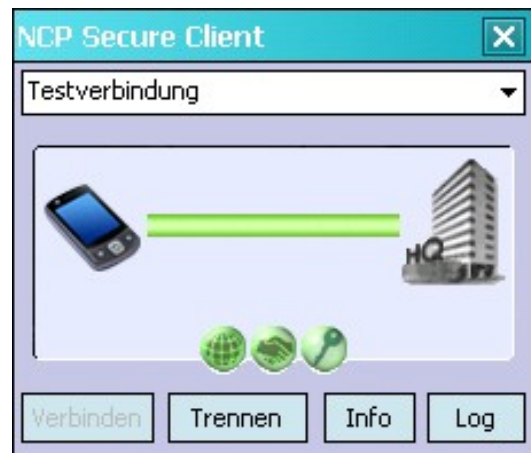 NCP Secure Client
Testverbindung
HQ
Verbinden Trennen Info Log